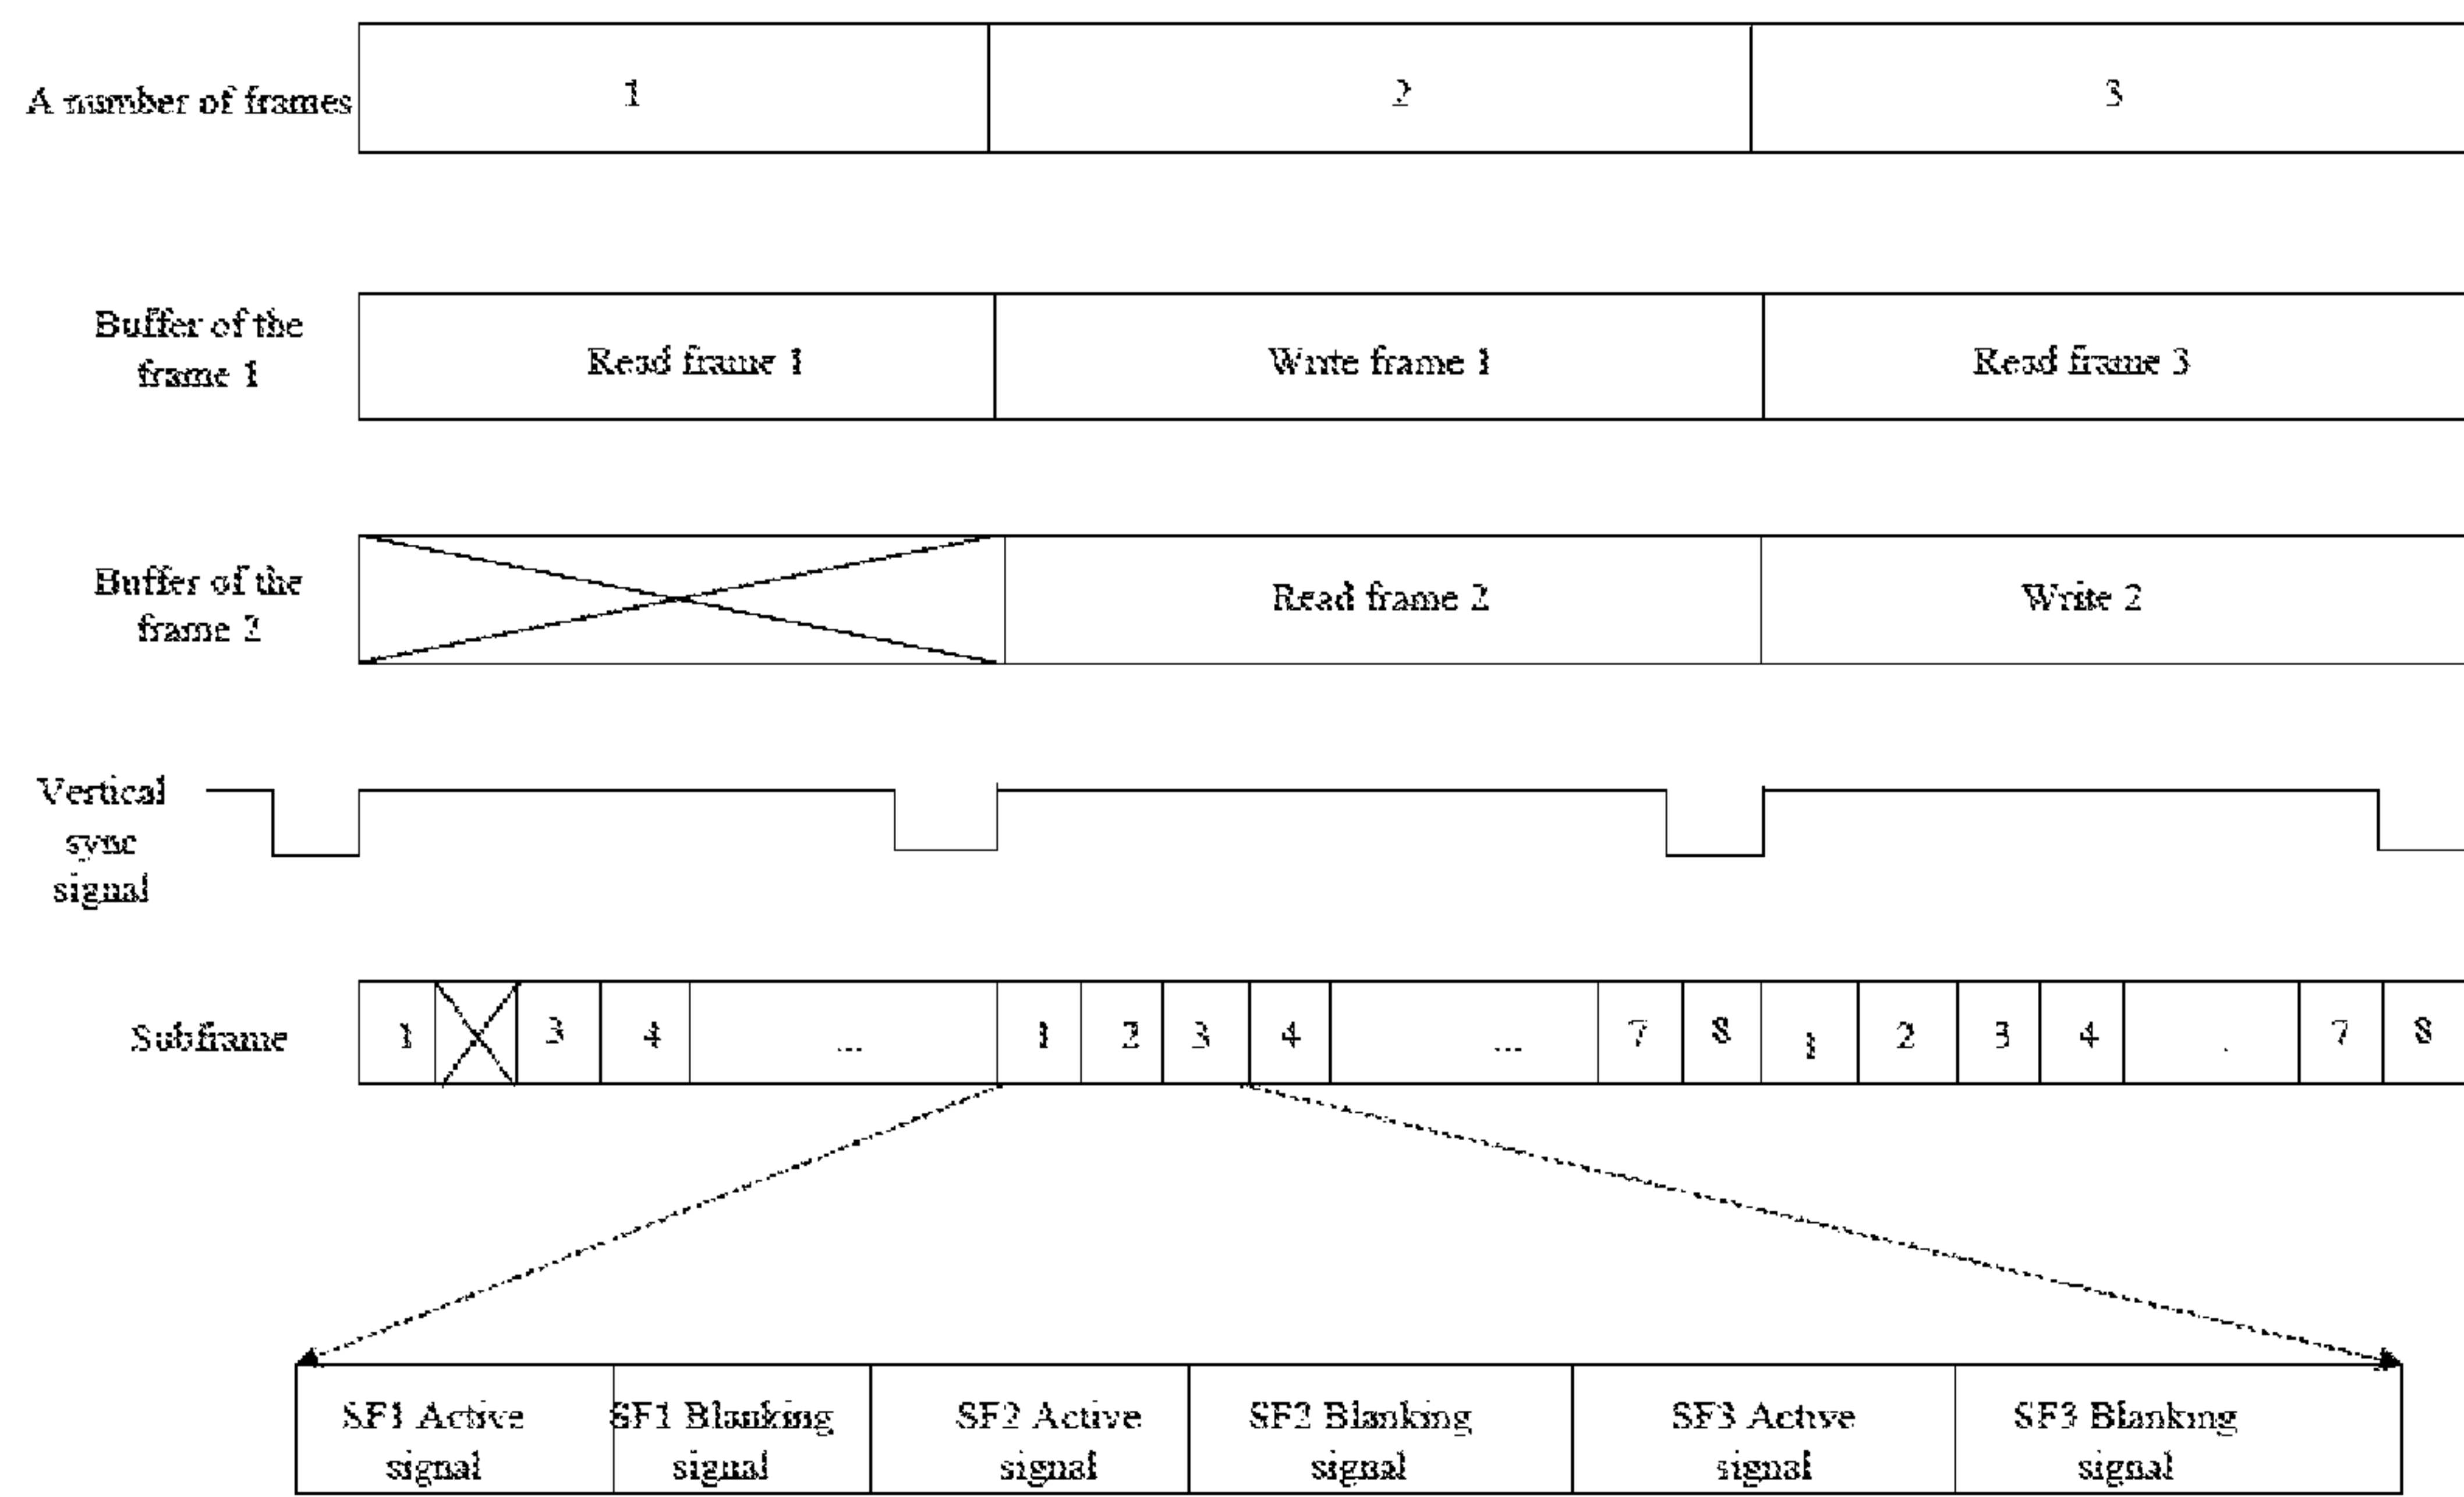 A number of frames
1
2
3
Buffer of the
frame 1
Read frame 1
Write frame 1
Read frame 3
Buffer of the
frame 2
Read frame 2
Write 2
Vertical
sync
signal
Subframe
1
3
4
...
1
2
3
4
...
7
8
1
2
3
4
.
7
8
SF1 Active
signal
SF1 Blanking
signal
SF2 Active
signal
SF2 Blanking
signal
SF3 Active
signal
SF3 Blanking
signal